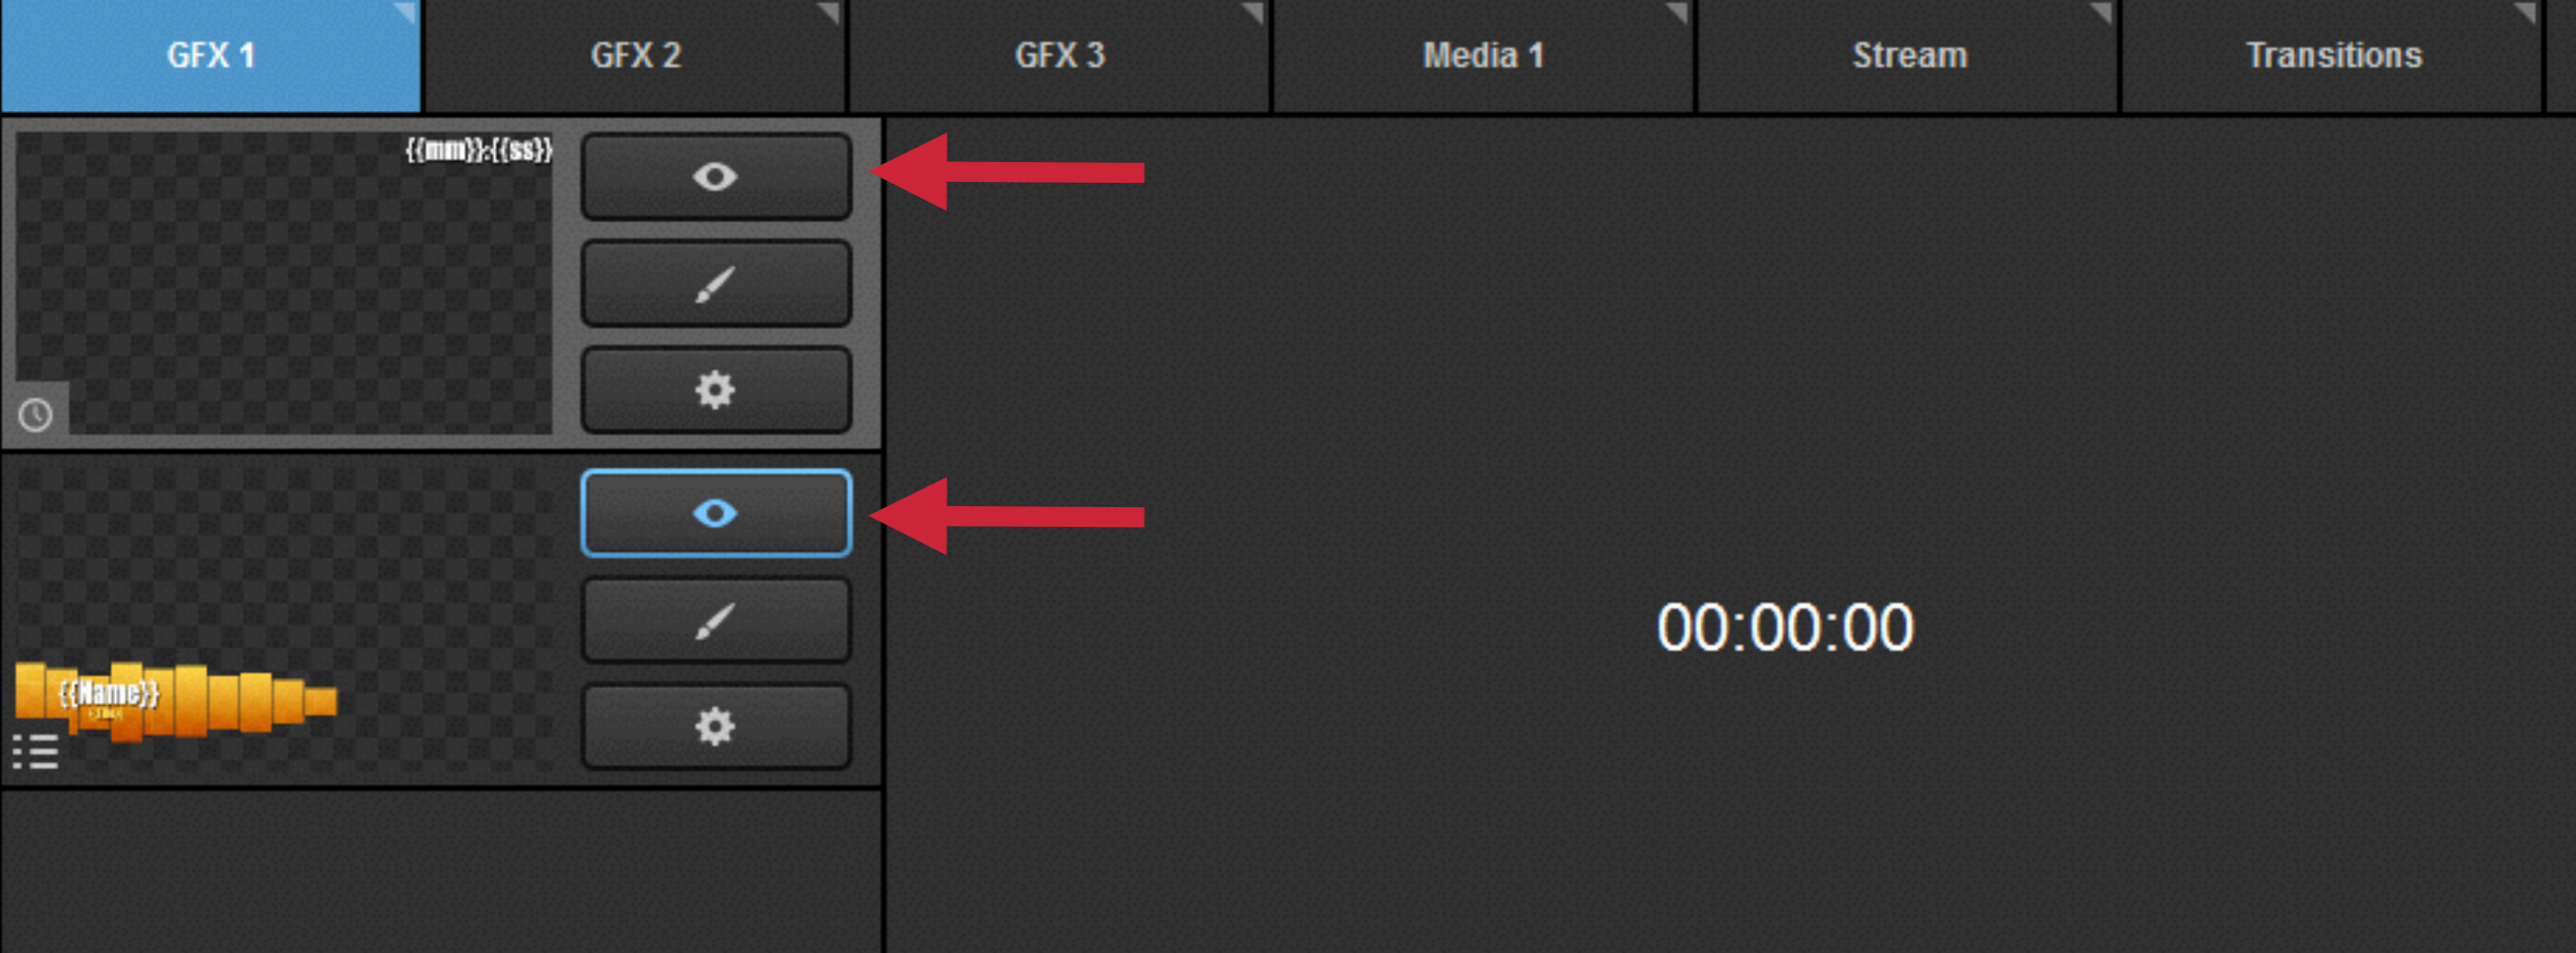 GFX 1
GFX 2
GFX 3
Media 1
Stream
Transitions
{{mm}}:{{ss}}
{{Name}}
00:00:00